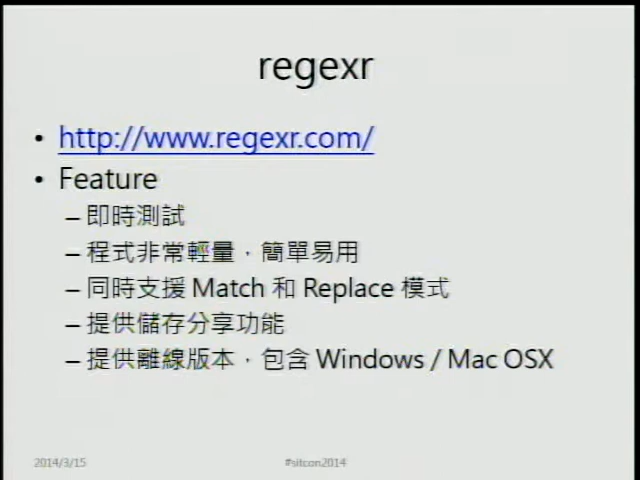 regexr
• http://www.regexr.com/
• Feature
– 即時測試
– 程式非常輕量，簡單易用
– 同時支援 Match 和 Replace 模式
– 提供儲存分享功能
– 提供離線版本，包含 Windows / Mac OSX
2014/3/15
#sitcon2014